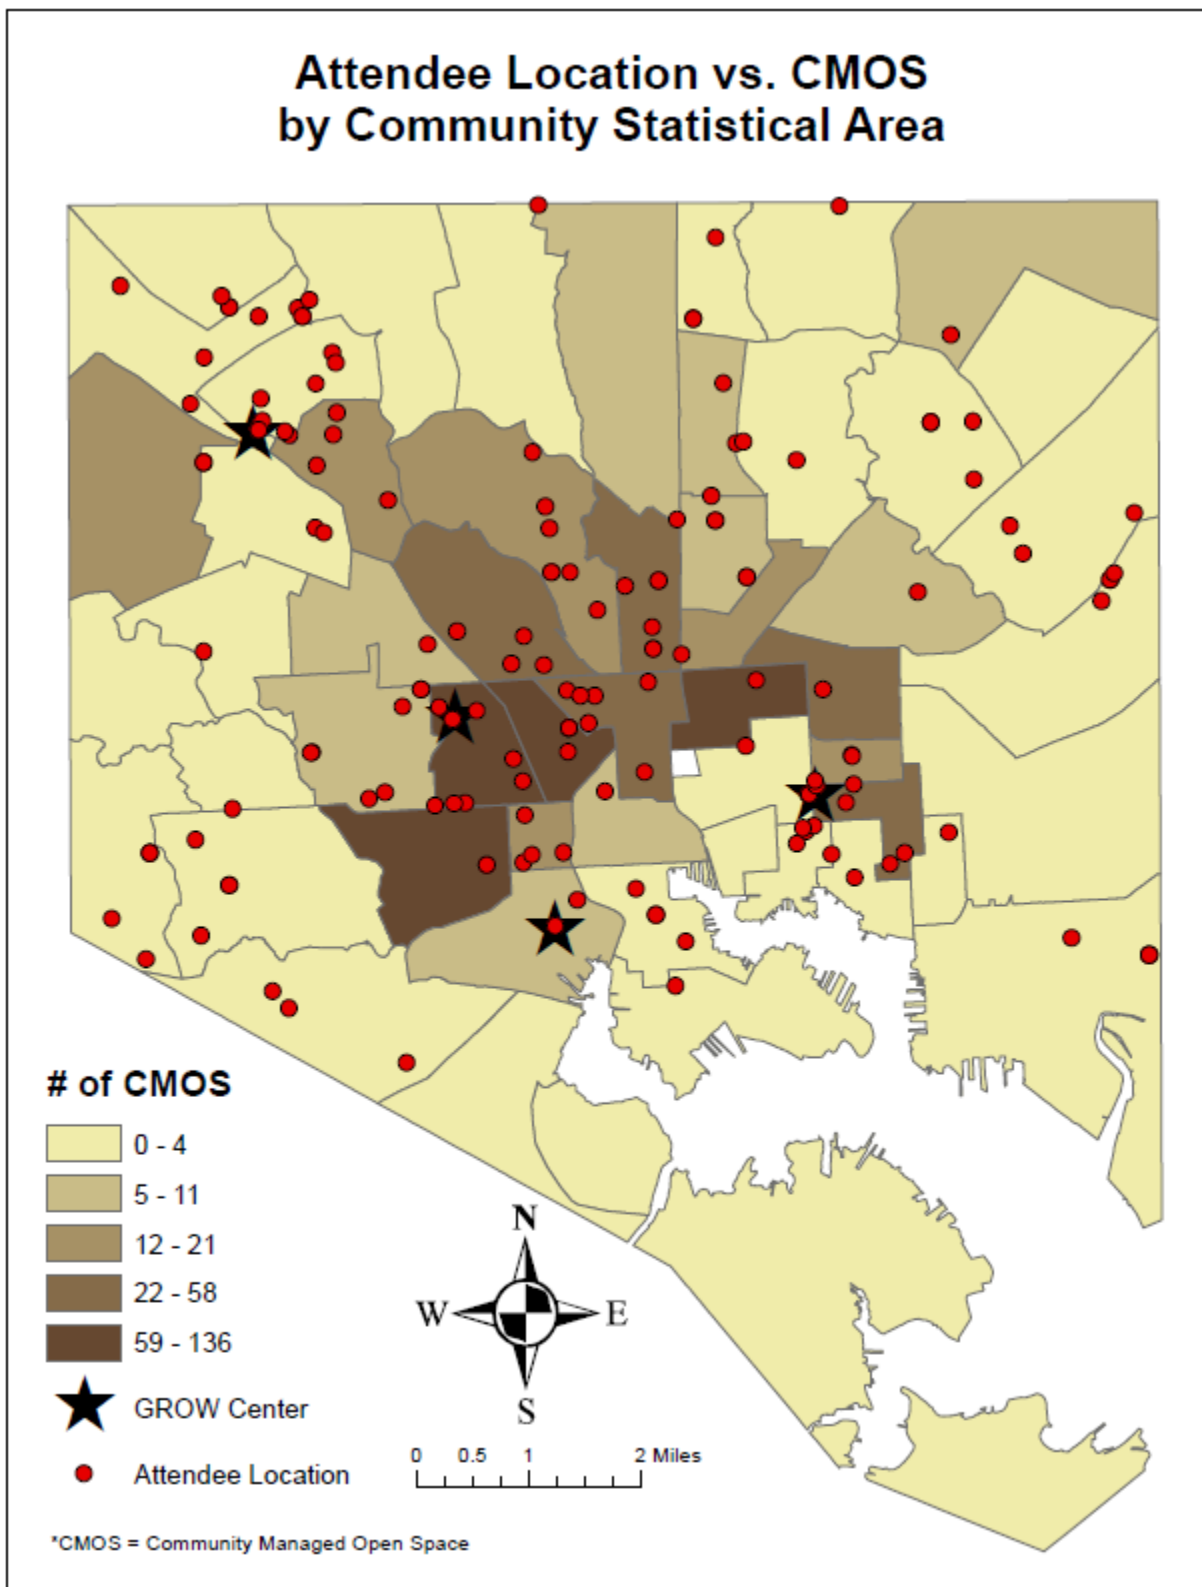 Attendee Location vs. CMOS
by Community Statistical Area
# of CMOS
0 - 4
5 - 11
12 - 21
22 - 58
59 - 136
GROW Center
Attendee Location
N
W
E
S
0 0.5 1 2 Miles
*CMOS = Community Managed Open Space